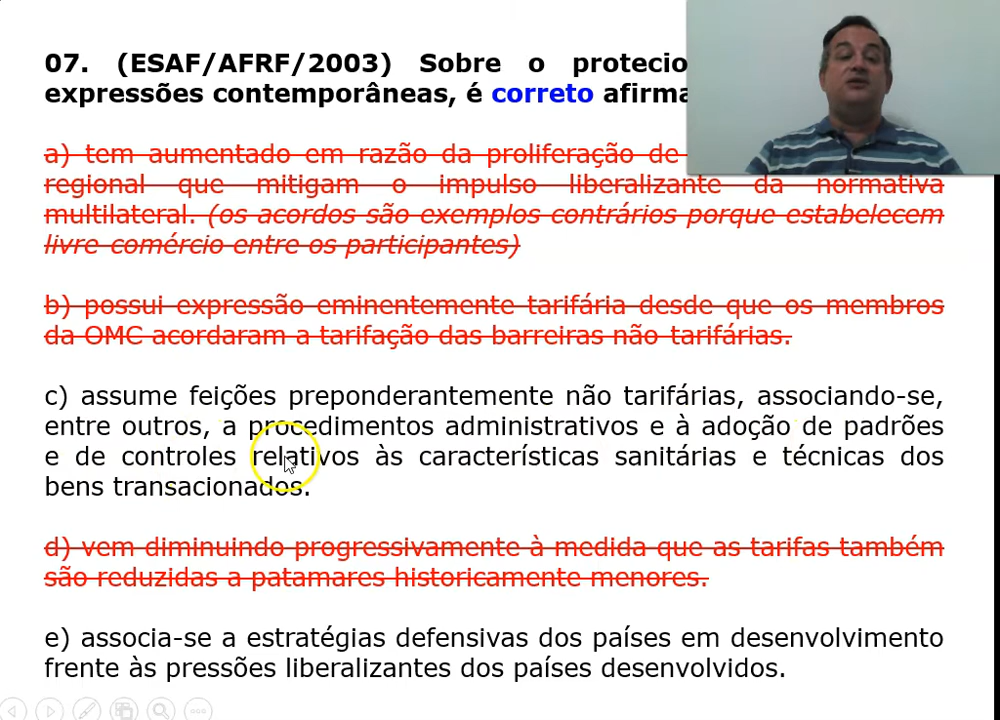 07. (ESAF/AFRF/2003) Sobre o protecio
expressões contemporâneas, é correto afirma
a) tem aumentado em razão da proliferação de
regional que mitigam o impulso liberalizante da normativa
multilateral. (os acordos são exemplos contrários porque estabelecem
livre comércio entre os participantes)
b) possui expressão eminentemente tarifária desde que os membros
da OMC acordaram a tarifação das barreiras não tarifárias.
c) assume feições preponderantemente não tarifárias, associando-se,
entre outros, a procedimentos administrativos e à adoção de padrões
e de controles relativos às características sanitárias e técnicas dos
bens transacionados.
d) vem diminuindo progressivamente à medida que as tarifas também
são reduzidas a patamares historicamente menores.
e) associa-se a estratégias defensivas dos países em desenvolvimento
frente às pressões liberalizantes dos países desenvolvidos.